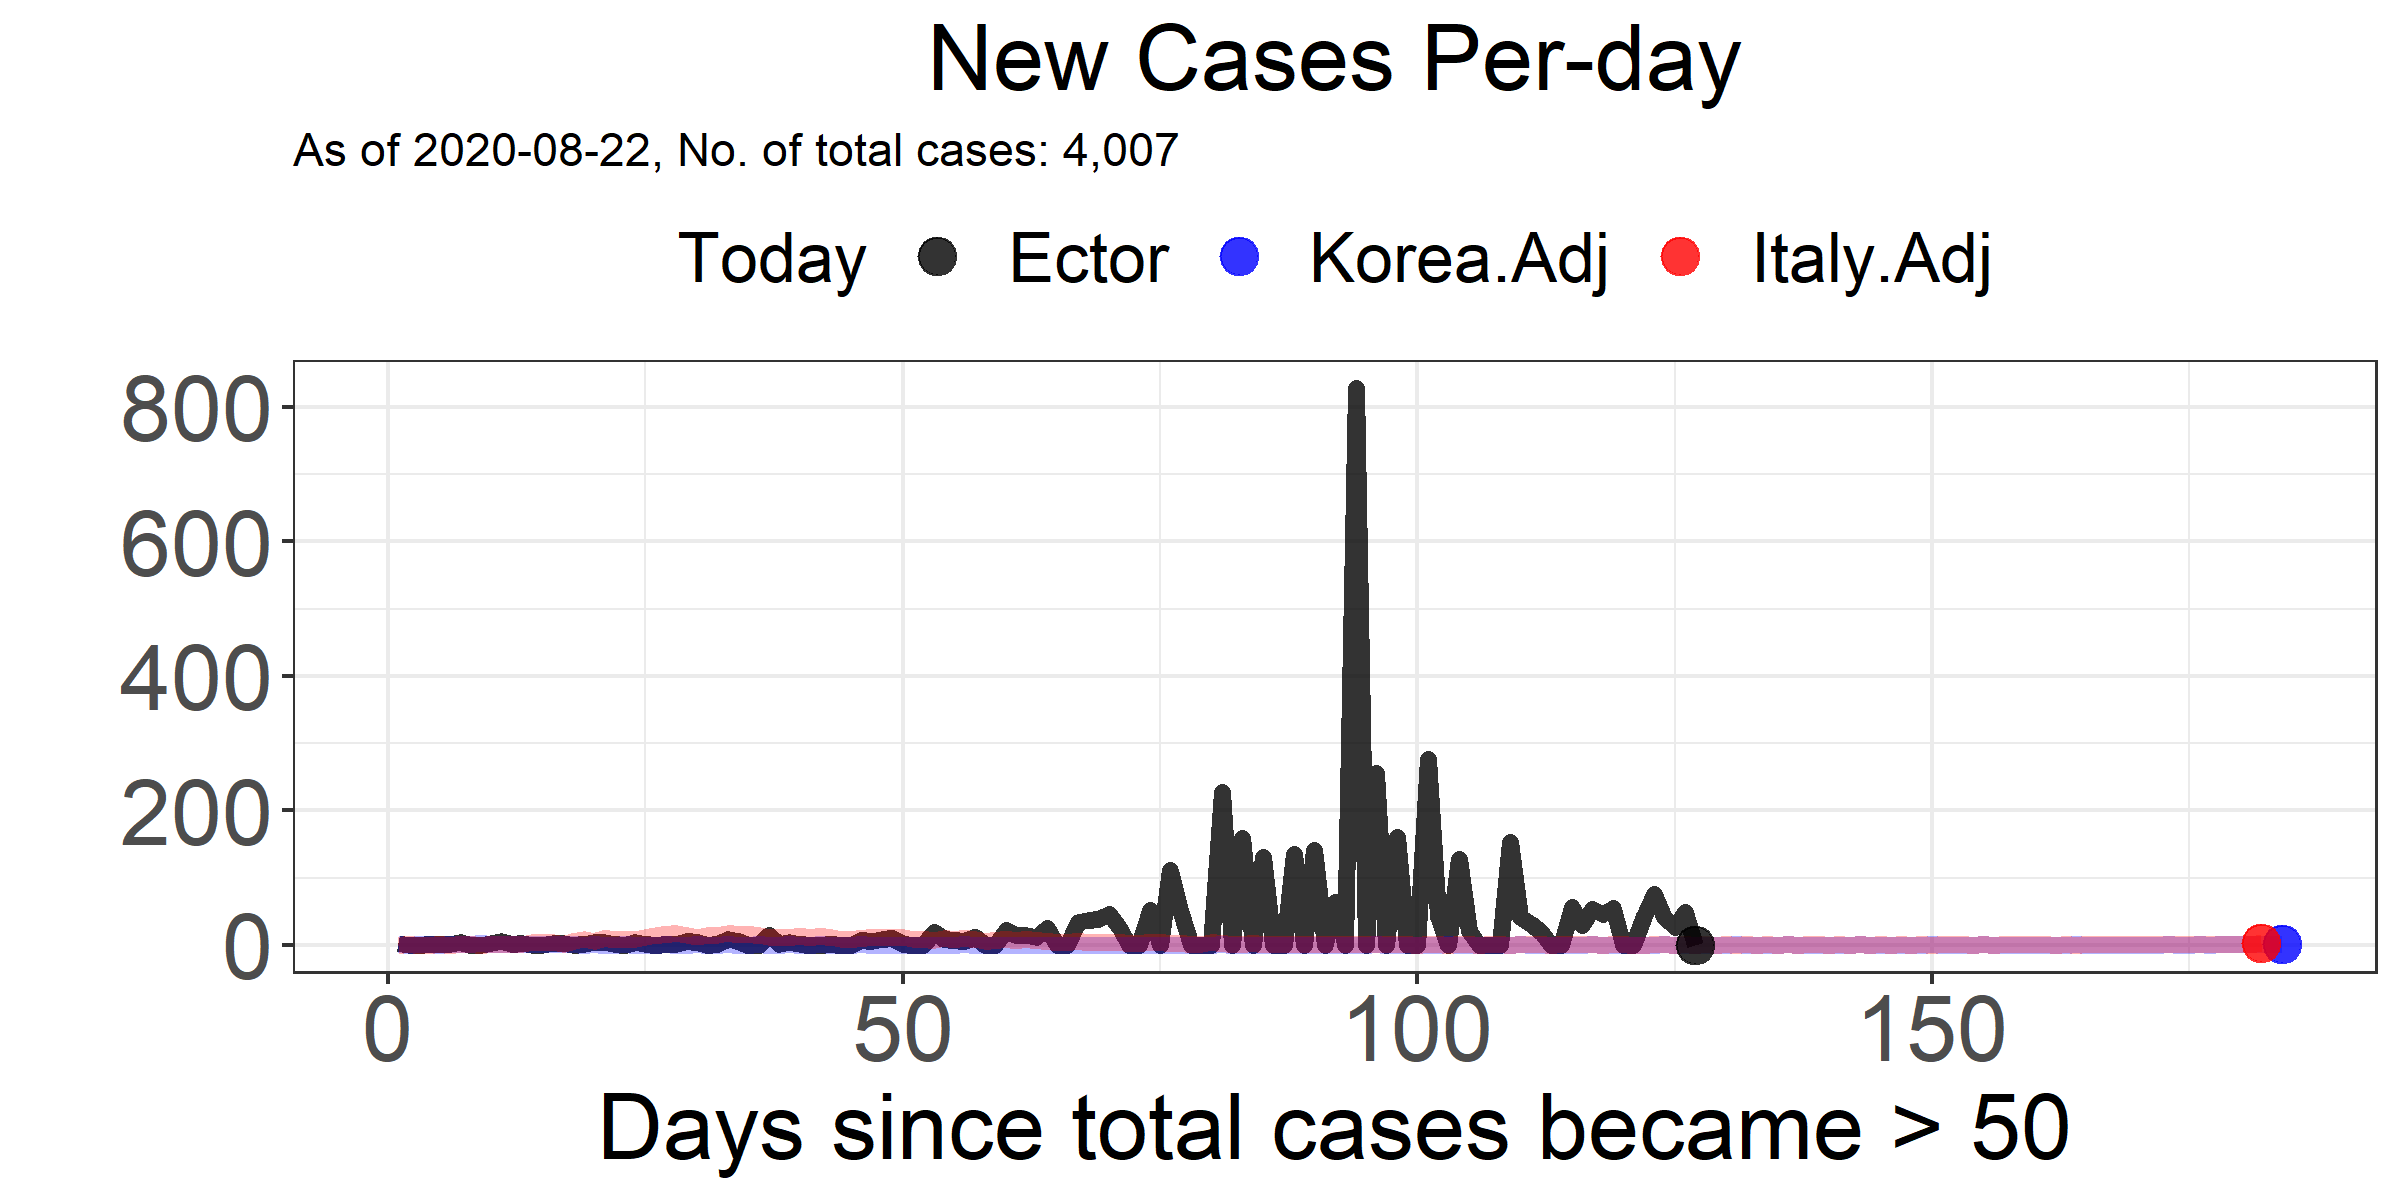 New Cases Per-day
As of 2020-08-22, No. of total cases: 4,007
Today Ector Korea.Adj Italy.Adj
800
600
400
200
0
0 50 100 150
Days since total cases became > 50